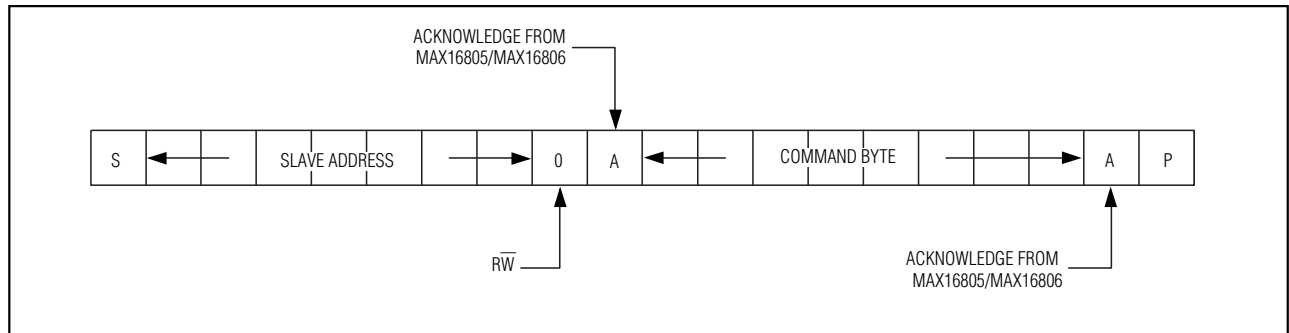 ACKNOWLEDGE FROM
MAX16805/MAX16806
S SLAVE ADDRESS 0 A COMMAND BYTE A P
RW̅
ACKNOWLEDGE FROM
MAX16805/MAX16806